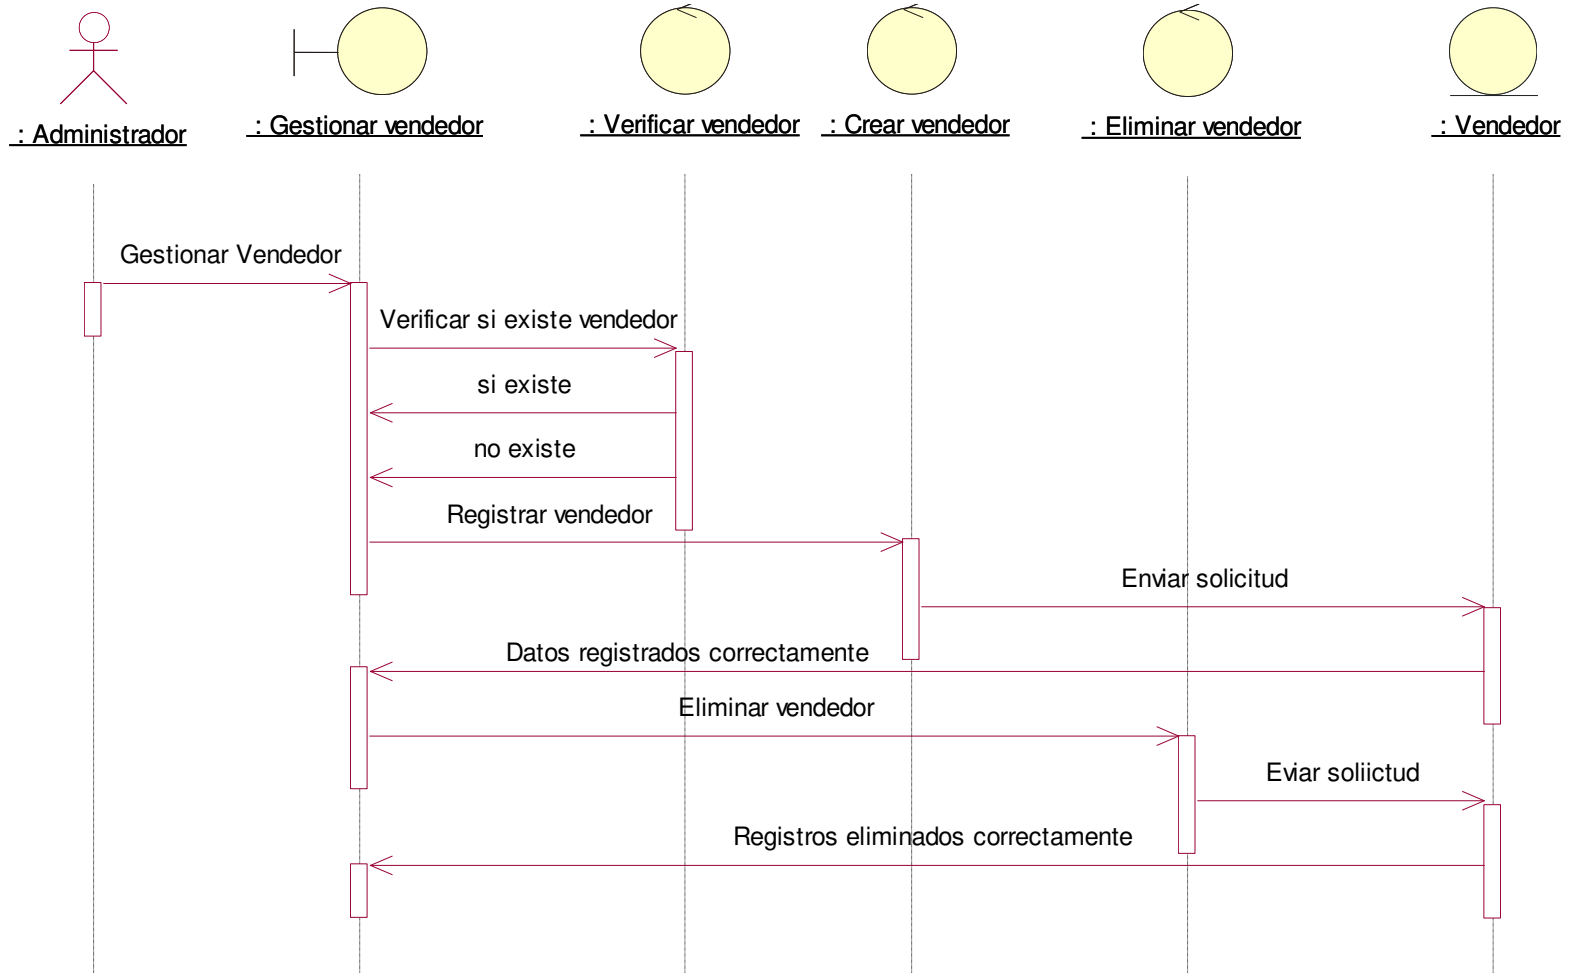 : Administrador
: Gestionar vendedor
: Verificar vendedor
: Crear vendedor
: Eliminar vendedor
: Vendedor
Gestionar Vendedor
Verificar si existe vendedor
si existe
no existe
Registrar vendedor
Enviar solicitud
Datos registrados correctamente
Eliminar vendedor
Eviar soliictud
Registros eliminados correctamente